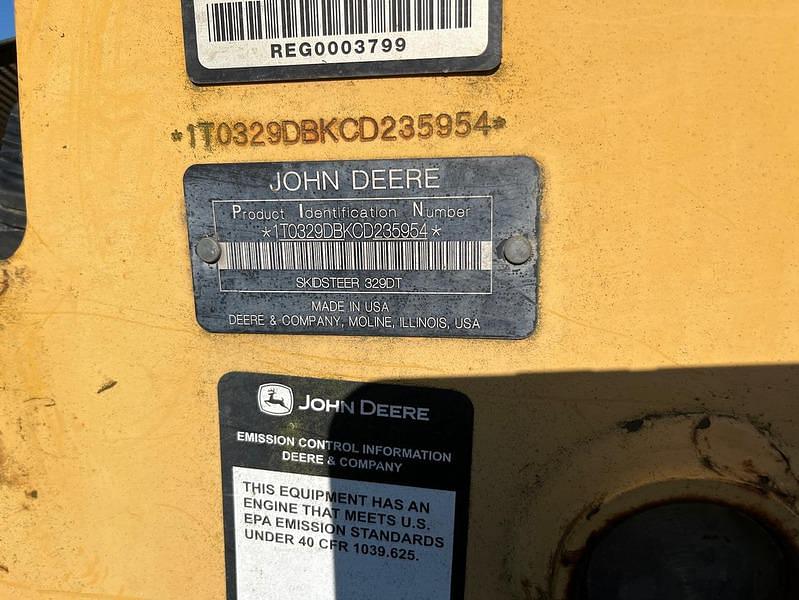 REG0003799
*1T0329DBKCD235954*
JOHN DEERE
Product Identification Number
*1T0329DBKCD235954*
SKIDSTEER 329DT
MADE IN USA
DEERE & COMPANY, MOLINE, ILLINOIS, USA
JOHN DEERE
EMISSION CONTROL INFORMATION
DEERE & COMPANY
THIS EQUIPMENT HAS AN
ENGINE THAT MEETS U.S.
EPA EMISSION STANDARDS
UNDER 40 CFR 1039.625.